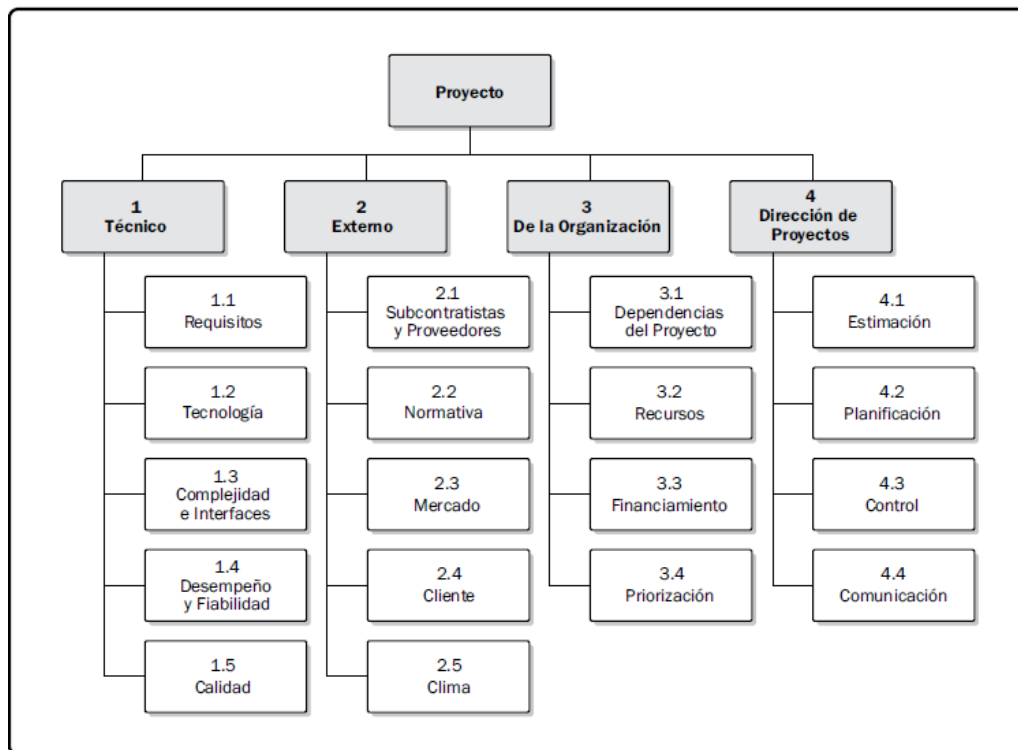 Proyecto
1
Técnico
2
Externo
3
De la Organización
4
Dirección de
Proyectos
1.1
Requisitos
1.2
Tecnología
1.3
Complejidad
e Interfaces
1.4
Desempeño
y Fiabilidad
1.5
Calidad
2.1
Subcontratistas
y Proveedores
2.2
Normativa
2.3
Mercado
2.4
Cliente
2.5
Clima
3.1
Dependencias
del Proyecto
3.2
Recursos
3.3
Financiamiento
3.4
Priorización
4.1
Estimación
4.2
Planificación
4.3
Control
4.4
Comunicación